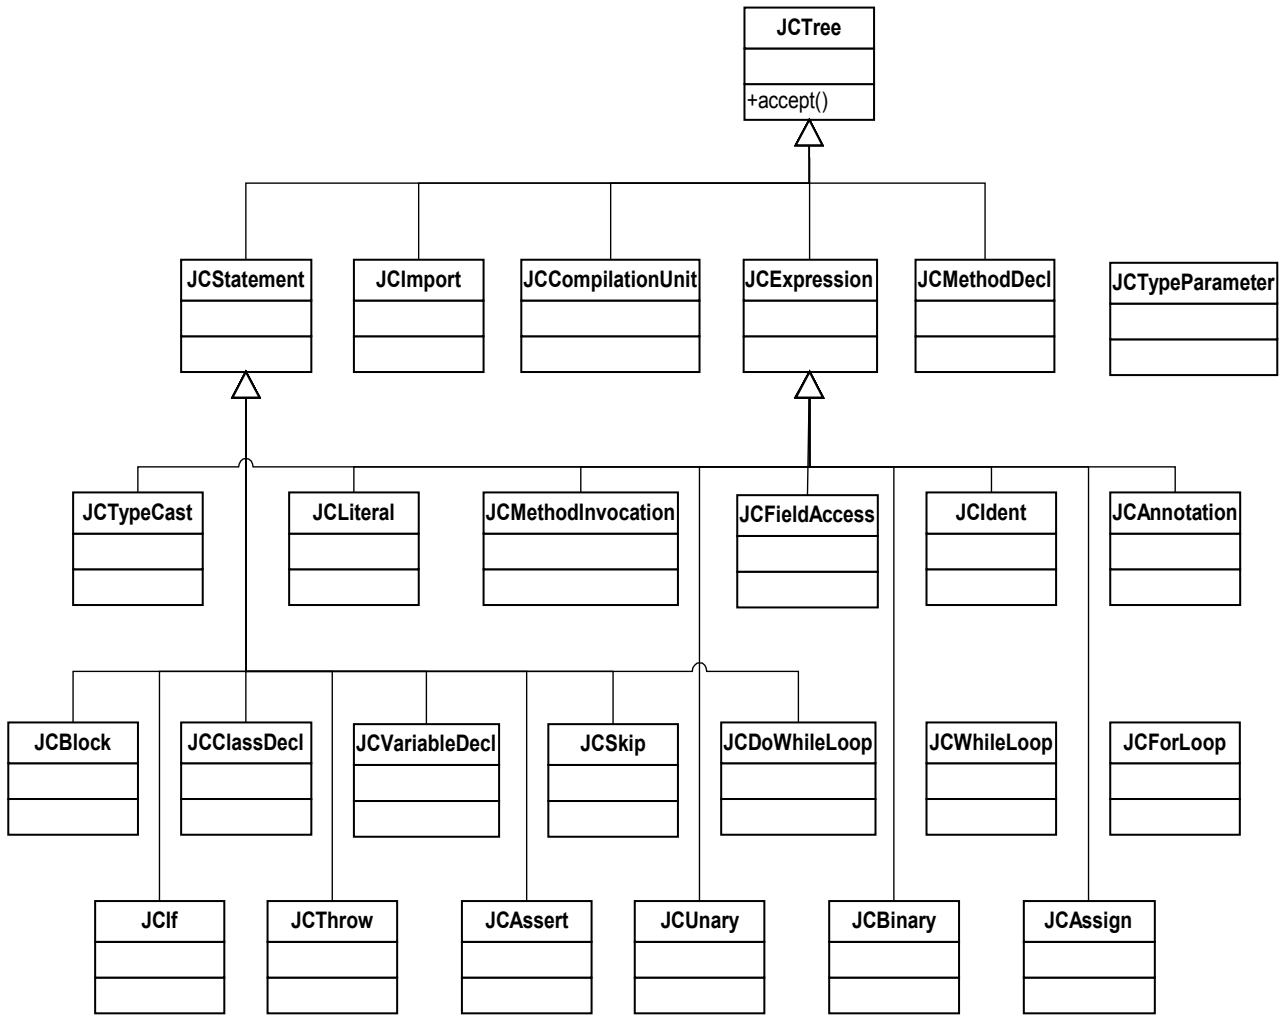 JCTree
+accept()
JCStatement
JCImport
JCCompilationUnit
JCExpression
JCMethodDecl
JCTypeParameter
JCTypeCast
JCLiteral
JCMethodInvocation
JCFieldAccess
JCIdent
JCAnnotation
JCBlock
JCClassDecl
JCVariableDecl
JCSkip
JCDoWhileLoop
JCWhileLoop
JCForLoop
JCIf
JCThrow
JCAssert
JCUnary
JCBinary
JCAssign